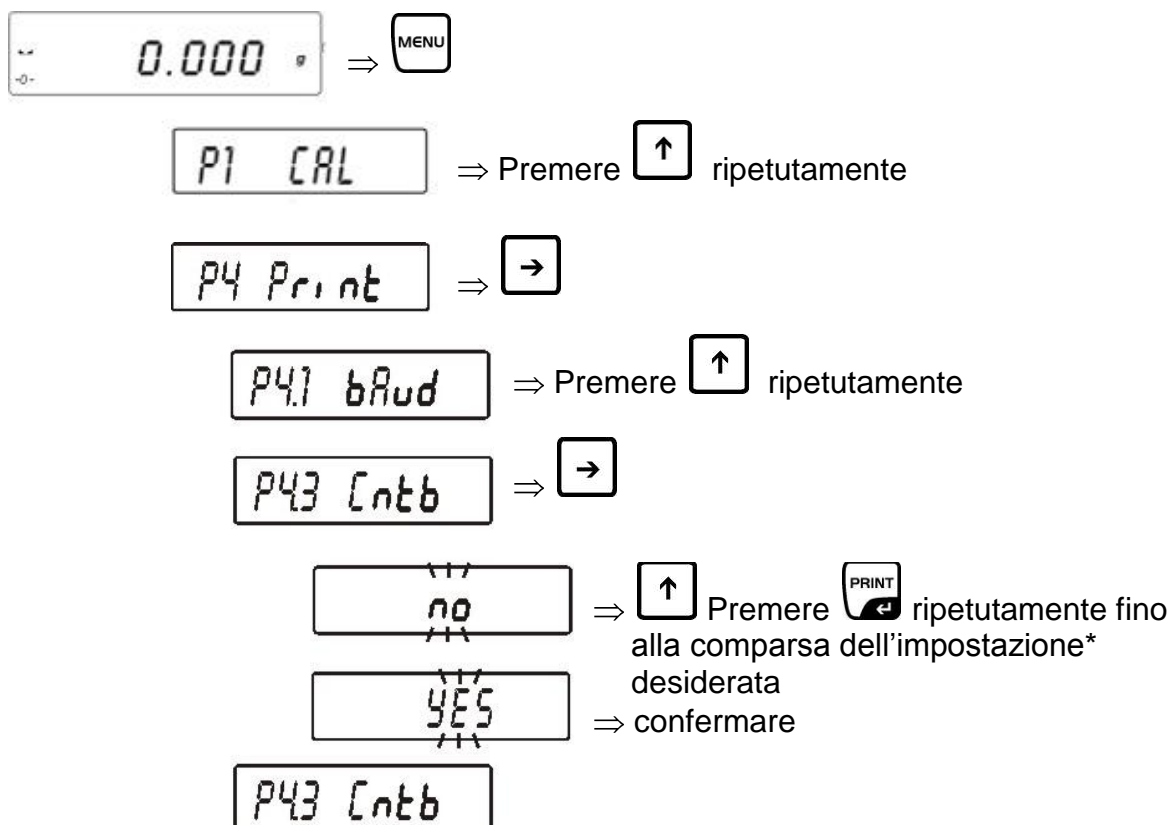 0.000 g ⇒ MENU
-0-
P1 CAL ⇒ Premere ↑ ripetutamente
P4 Print ⇒ →
P4.1 bAud ⇒ Premere ↑ ripetutamente
P4.3 Cntb ⇒ →
no ⇒ ↑ Premere PRINT ripetutamente fino
alla comparsa dell'impostazione*
desiderata
YES ⇒ confermare
P4.3 Cntb